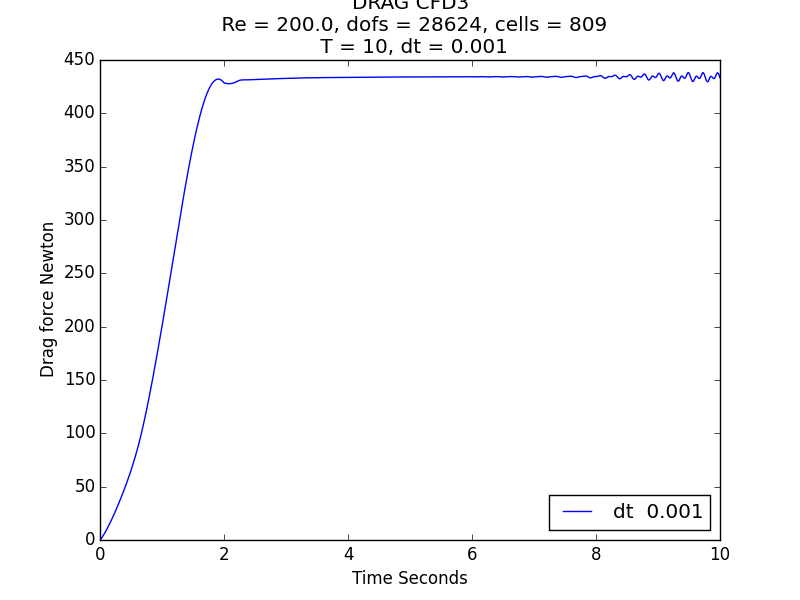 DRAG CFD3
Re = 200.0, dofs = 28624, cells = 809
T = 10, dt = 0.001
450
400
350
300
250
200
150
100
50
0
Drag force Newton
dt 0.001
0 2 4 6 8 10
Time Seconds